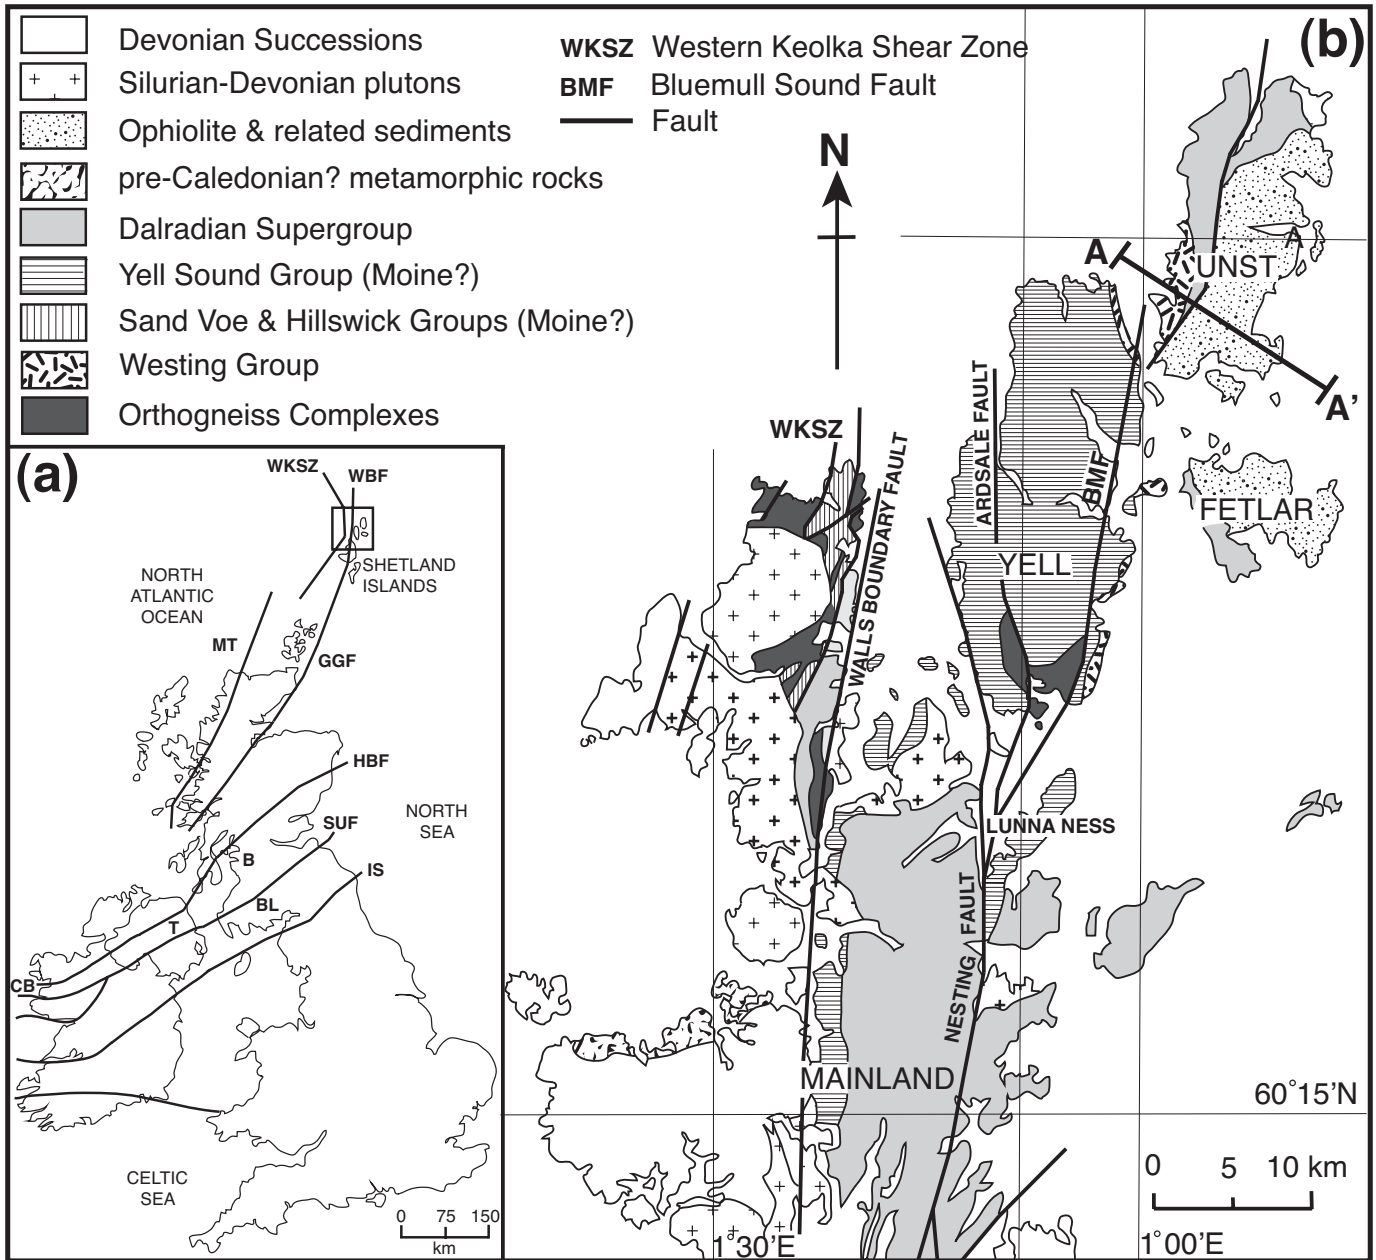 Devonian Successions
Silurian-Devonian plutons
Ophiolite & related sediments
pre-Caledonian? metamorphic rocks
Dalradian Supergroup
Yell Sound Group (Moine?)
Sand Voe & Hillswick Groups (Moine?)
Westing Group
Orthogneiss Complexes
WKSZ Western Keolka Shear Zone
BMF Bluemull Sound Fault
Fault
N
(b)
A
A
UNST
A'
ARDSALE FAULT
WKSZ
WALLS BOUNDARY FAULT
BMF
FETLAR
YELL
LUNNA NESS
NESTING FAULT
MAINLAND
60°15'N
0 5 10 km
1°30'E
1°00'E
(a)
WKSZ
WBF
SHETLAND
ISLANDS
NORTH
ATLANTIC
OCEAN
MT
GGF
HBF
NORTH
SEA
SUF
B
IS
BL
T
CB
CELTIC
SEA
0 75 150
km